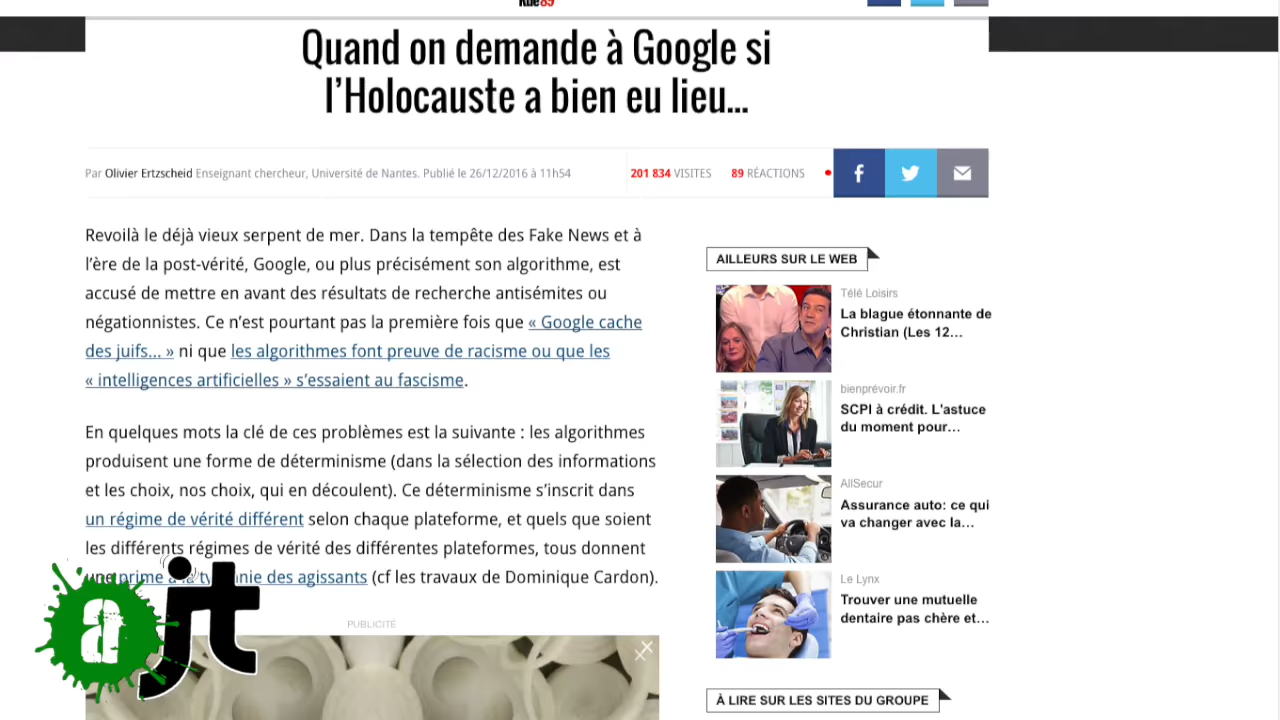 Rue89
Quand on demande à Google si
l’Holocauste a bien eu lieu...
Par Olivier Ertzscheid Enseignant chercheur, Université de Nantes. Publié le 26/12/2016 à 11h54
201 834 VISITES 89 RÉACTIONS
Revoilà le déjà vieux serpent de mer. Dans la tempête des Fake News et à
l’ère de la post-vérité, Google, ou plus précisément son algorithme, est
accusé de mettre en avant des résultats de recherche antisémites ou
négationnistes. Ce n’est pourtant pas la première fois que « Google cache
des juifs... » ni que les algorithmes font preuve de racisme ou que les
« intelligences artificielles » s’essaient au fascisme.
En quelques mots la clé de ces problèmes est la suivante : les algorithmes
produisent une forme de déterminisme (dans la sélection des informations
et les choix, nos choix, qui en découlent). Ce déterminisme s’inscrit dans
un régime de vérité différent selon chaque plateforme, et quels que soient
les différents régimes de vérité des différentes plateformes, tous donnent
une prime à la tyrannie des agissants (cf les travaux de Dominique Cardon).
PUBLICITÉ
AILLEURS SUR LE WEB
Télé Loisirs
La blague étonnante de
Christian (Les 12...
bienprévoir.fr
SCPI à crédit. L'astuce
du moment pour...
AllSecur
Assurance auto: ce qui
va changer avec la...
Le Lynx
Trouver une mutuelle
dentaire pas chère et...
À LIRE SUR LES SITES DU GROUPE
a jt